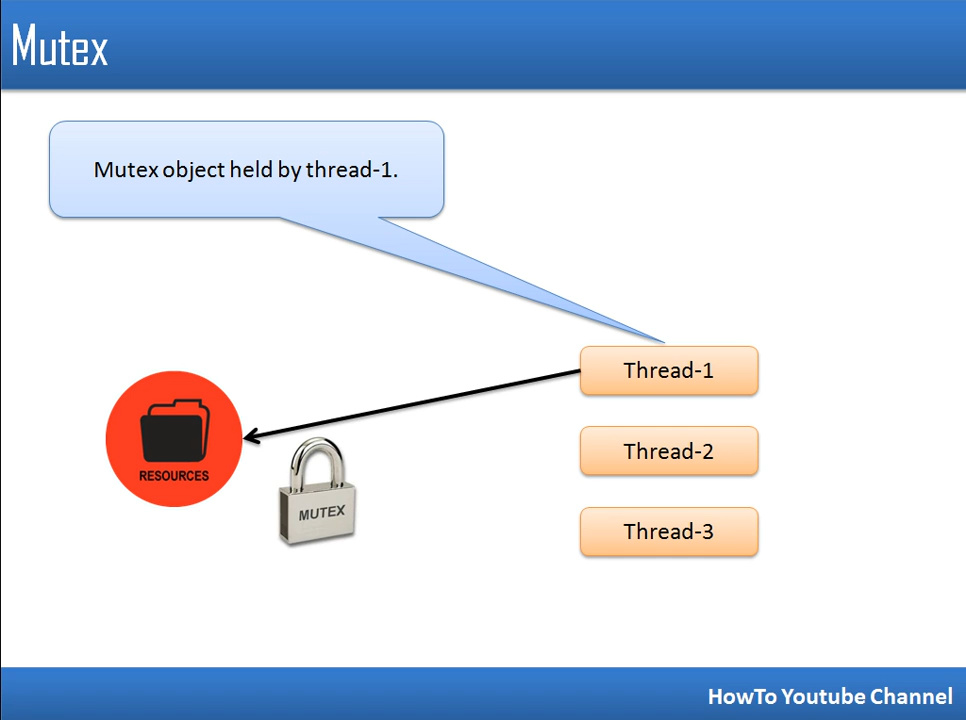 Mutex
Mutex object held by thread-1.
Thread-1
RESOURCES
MUTEX
Thread-2
Thread-3
HowTo Youtube Channel